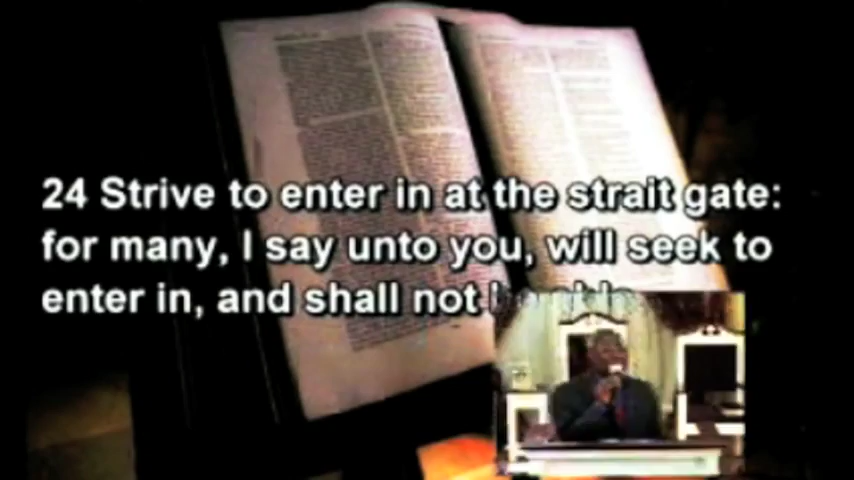 24 Strive to enter in at the strait gate:
for many, I say unto you, will seek to
enter in, and shall not